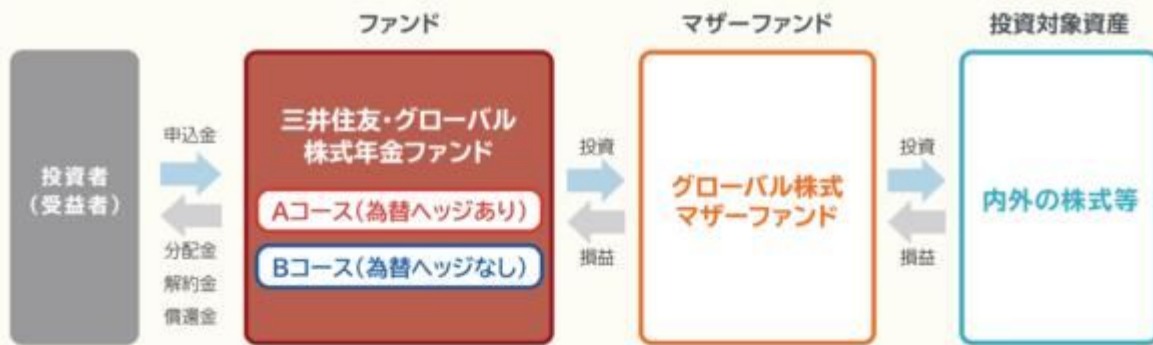 ファンド
マザーファンド
投資対象資産
投資者
(受益者)
申込金
分配金
解約金
償還金
三井住友・グローバル
株式年金ファンド
Aコース(為替ヘッジあり)
Bコース(為替ヘッジなし)
投資
損益
グローバル株式
マザーファンド
投資
損益
内外の株式等